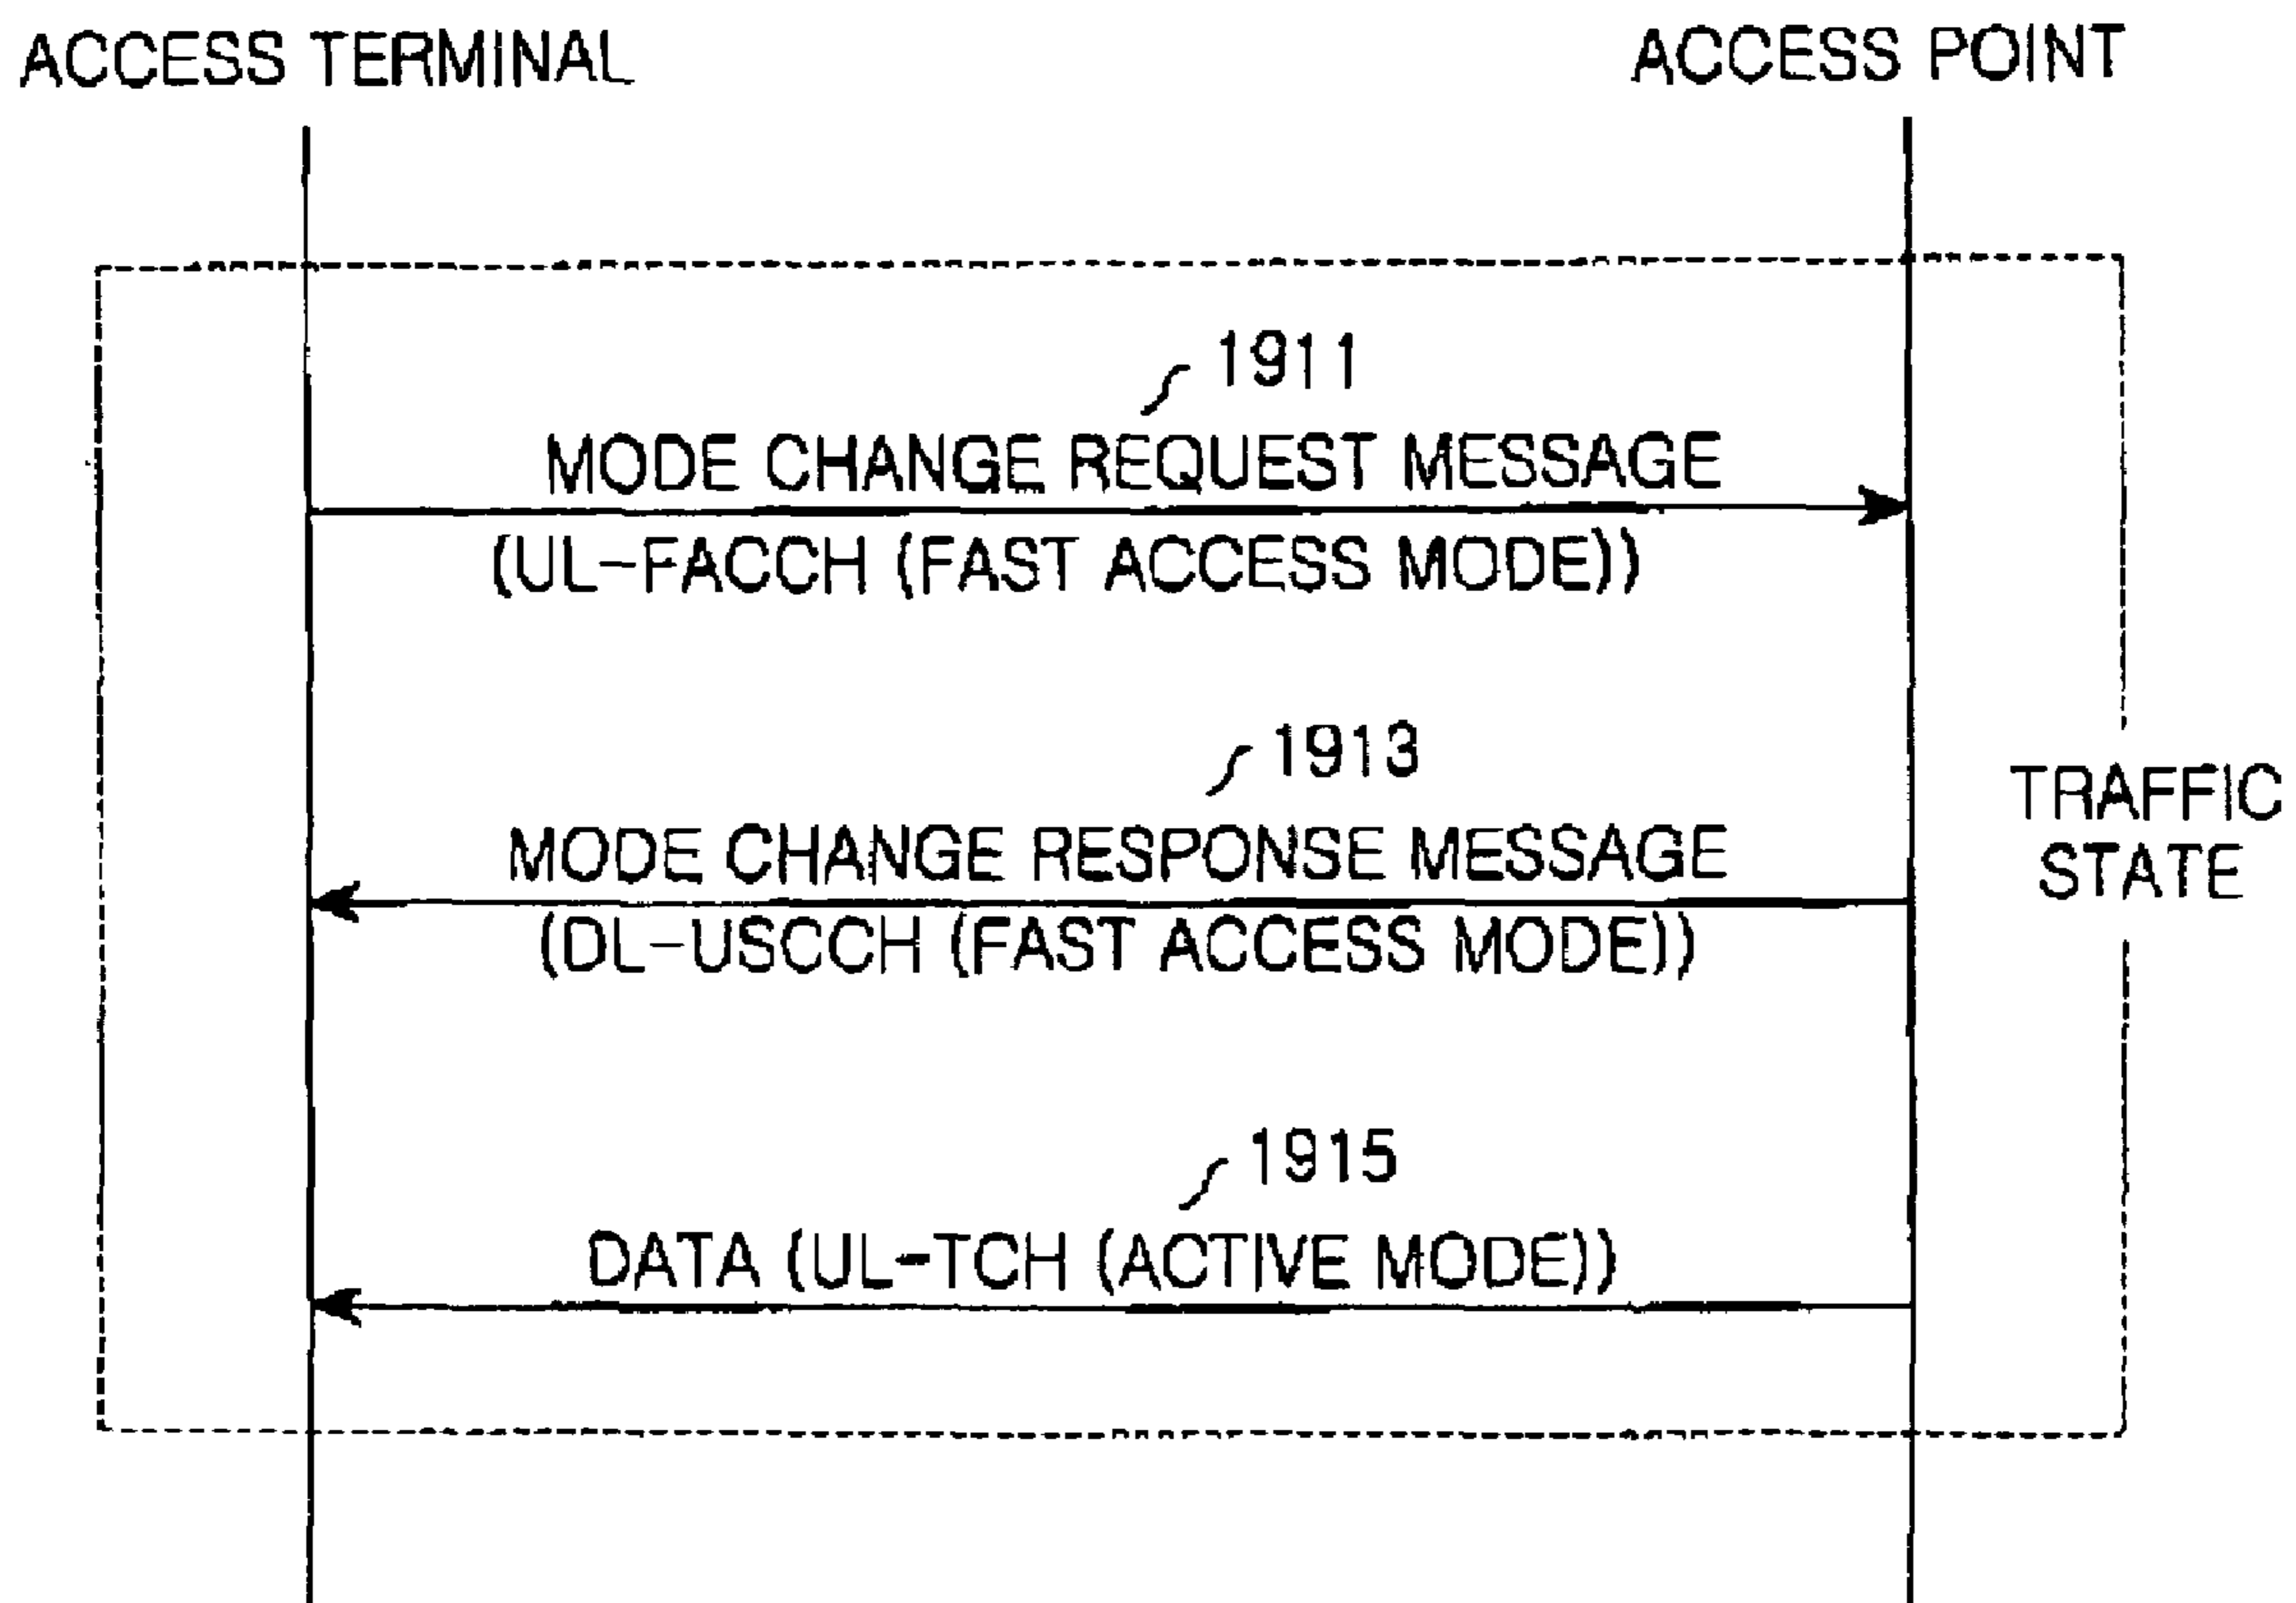 ACCESS TERMINAL
ACCESS POINT
1911
MODE CHANGE REQUEST MESSAGE
(UL-FACCH (FAST ACCESS MODE))
1913
MODE CHANGE RESPONSE MESSAGE
(DL-USCCH (FAST ACCESS MODE))
TRAFFIC
STATE
1915
DATA (UL-TCH (ACTIVE MODE))